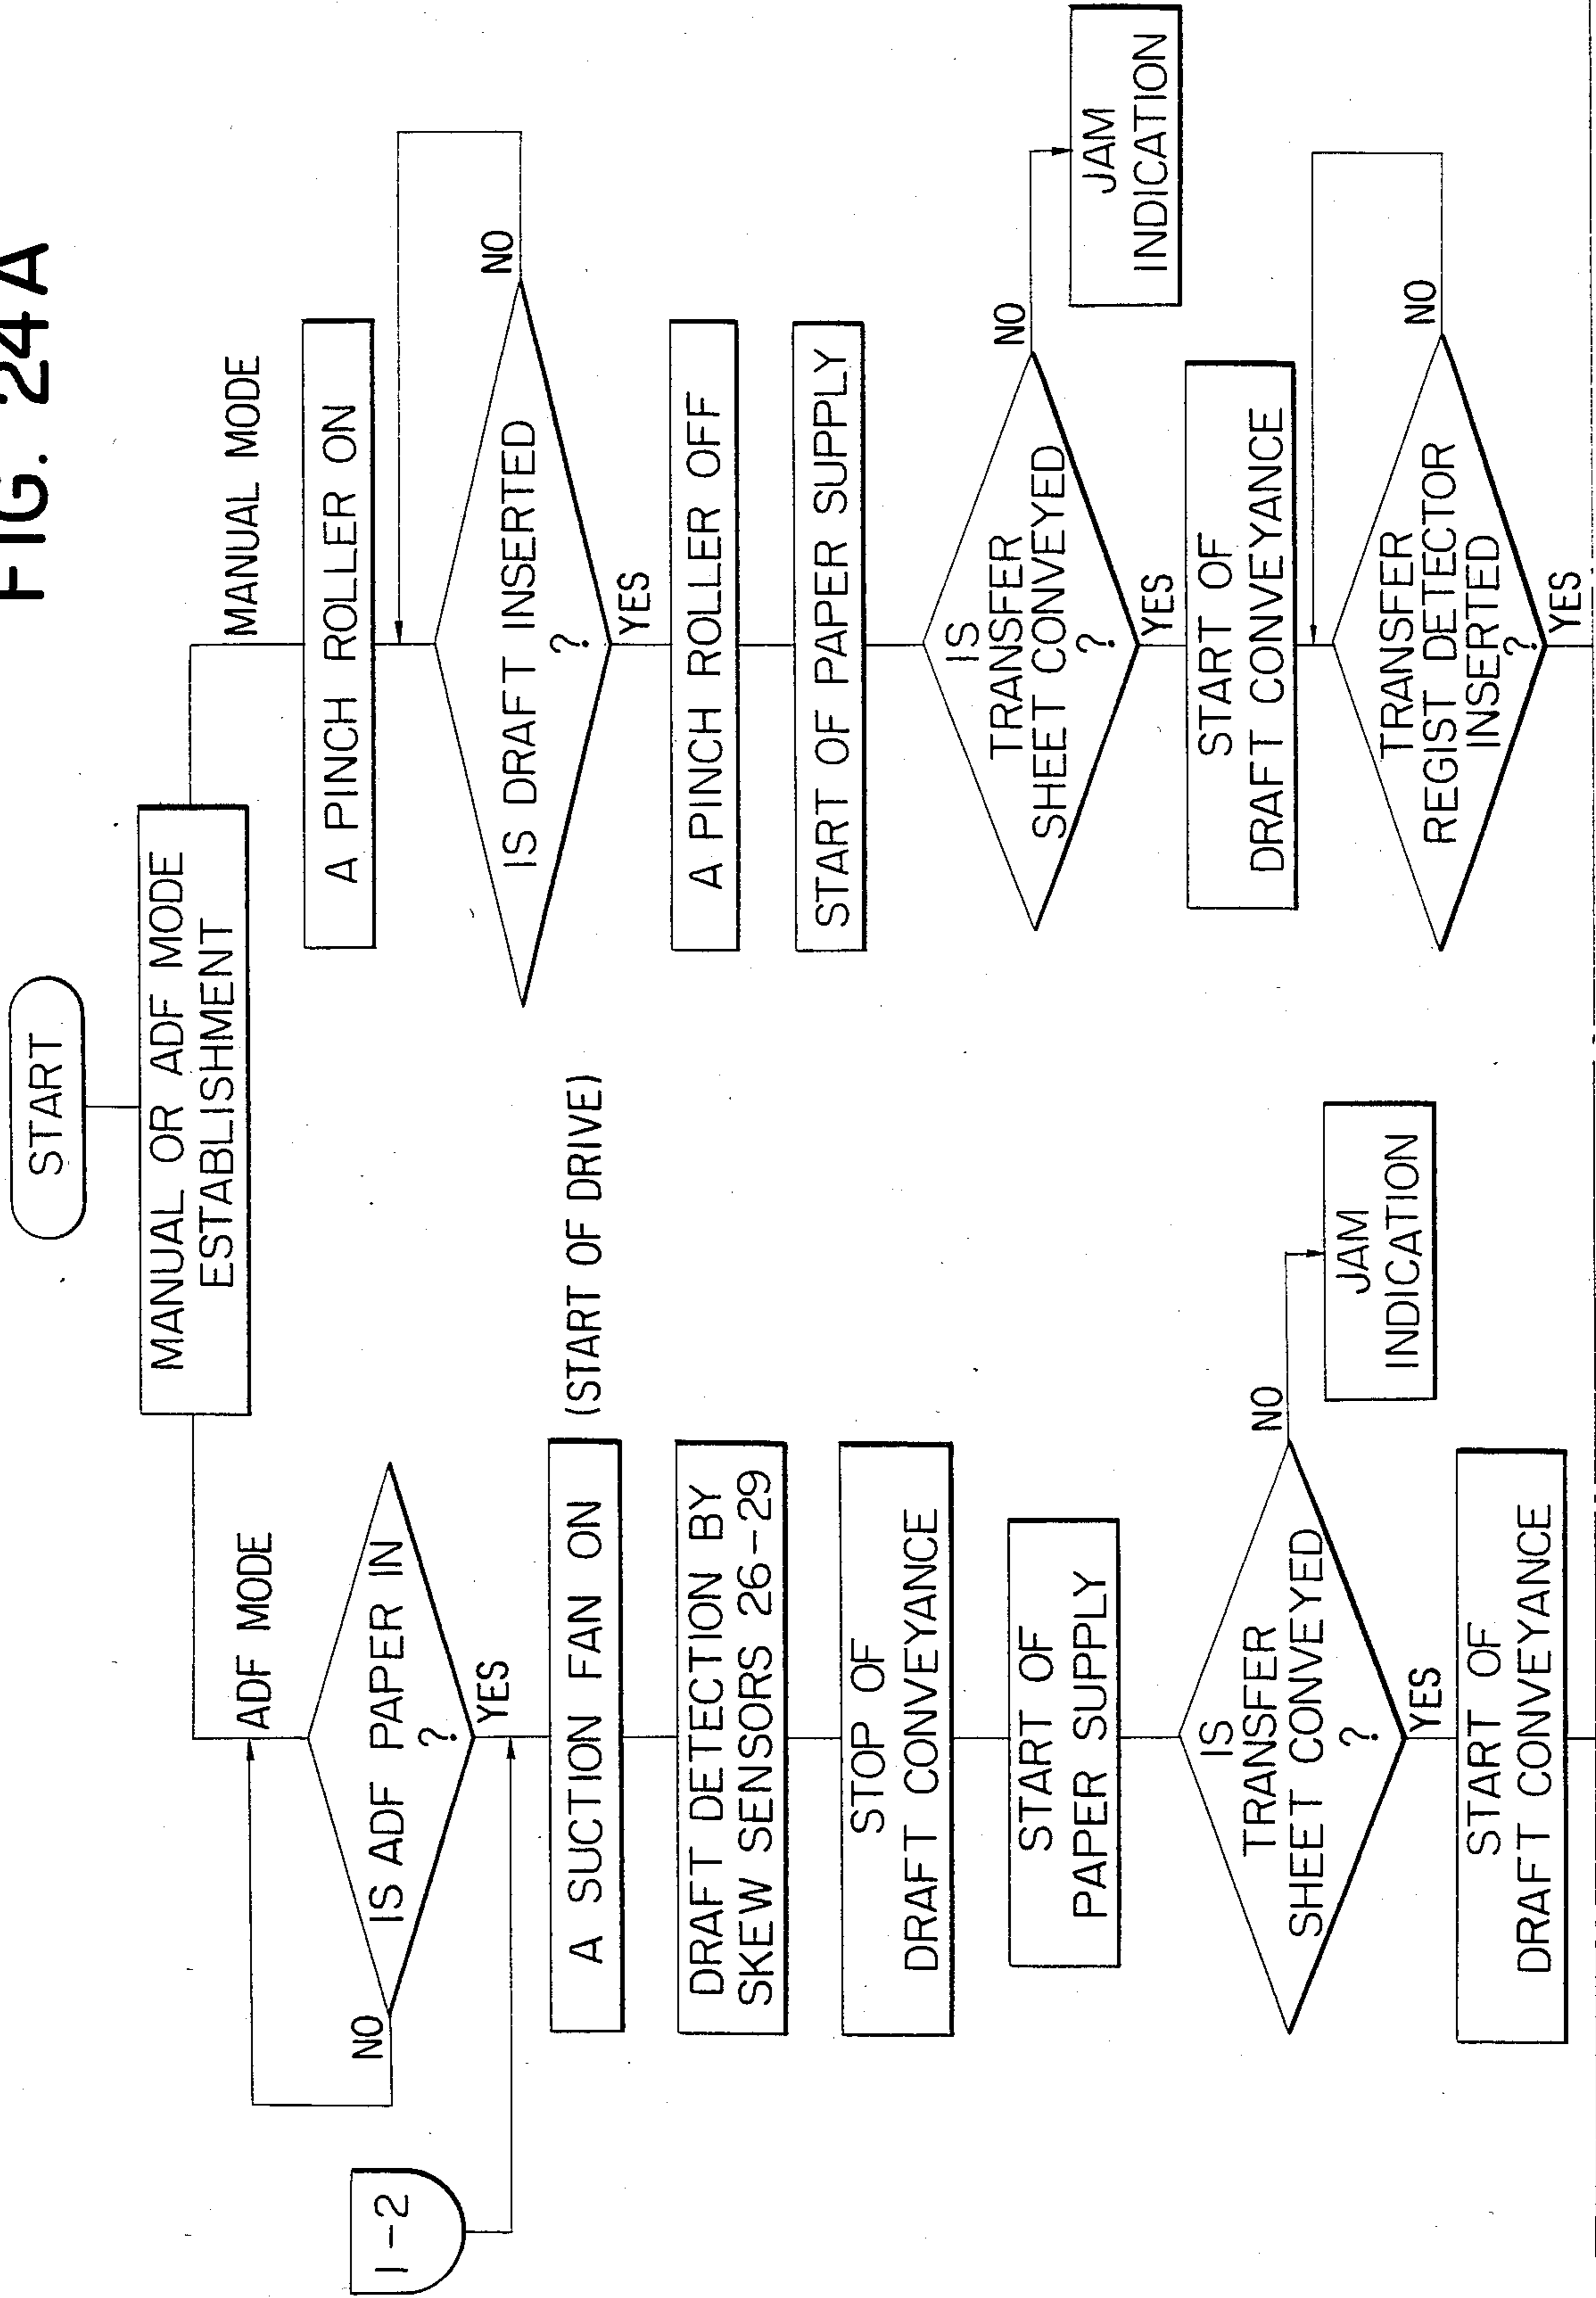 FIG. 24A
START
MANUAL OR ADF MODE
ESTABLISHMENT
ADF MODE
IS ADF PAPER IN
?
NO
YES
1-2
A SUCTION FAN ON
(START OF DRIVE)
DRAFT DETECTION BY
SKEW SENSORS 26-29
STOP OF
DRAFT CONVEYANCE
START OF
PAPER SUPPLY
IS
TRANSFER
SHEET CONVEYED
?
NO
JAM
INDICATION
YES
START OF
DRAFT CONVEYANCE
MANUAL MODE
A PINCH ROLLER ON
IS DRAFT INSERTED
?
NO
YES
A PINCH ROLLER OFF
START OF PAPER SUPPLY
IS
TRANSFER
SHEET CONVEYED
?
NO
JAM
INDICATION
YES
START OF
DRAFT CONVEYANCE
TRANSFER
REGIST DETECTOR
INSERTED
?
NO
YES